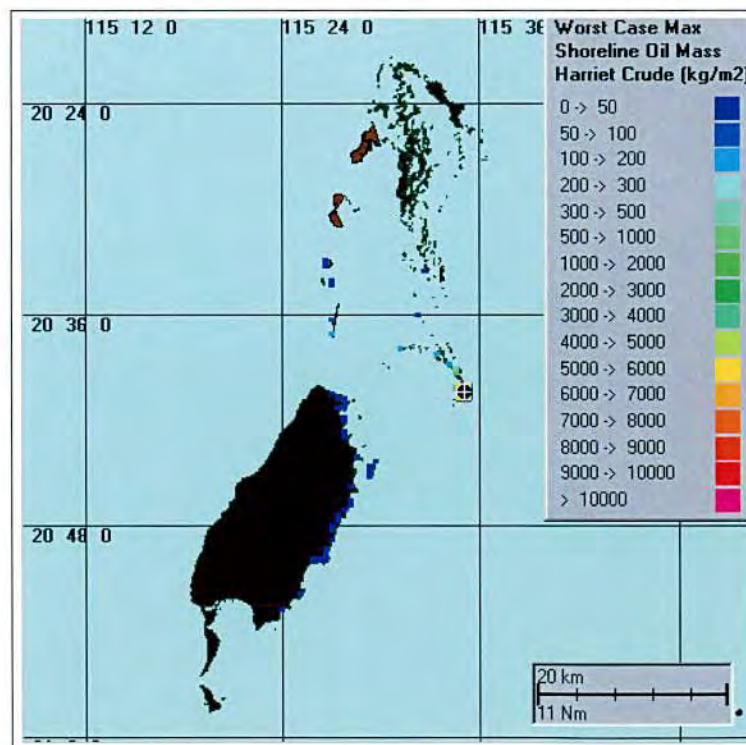 115 12 0
115 24 0
115 36
Worst Case Max
Shoreline Oil Mass
Harriet Crude (kg/m2)
0 -> 50
50 -> 100
100 -> 200
200 -> 300
300 -> 500
500 -> 1000
1000 -> 2000
2000 -> 3000
3000 -> 4000
4000 -> 5000
5000 -> 6000
6000 -> 7000
7000 -> 8000
8000 -> 9000
9000 -> 10000
> 10000
20 24 0
20 36 0
20 48 0
20 km
11 Nm